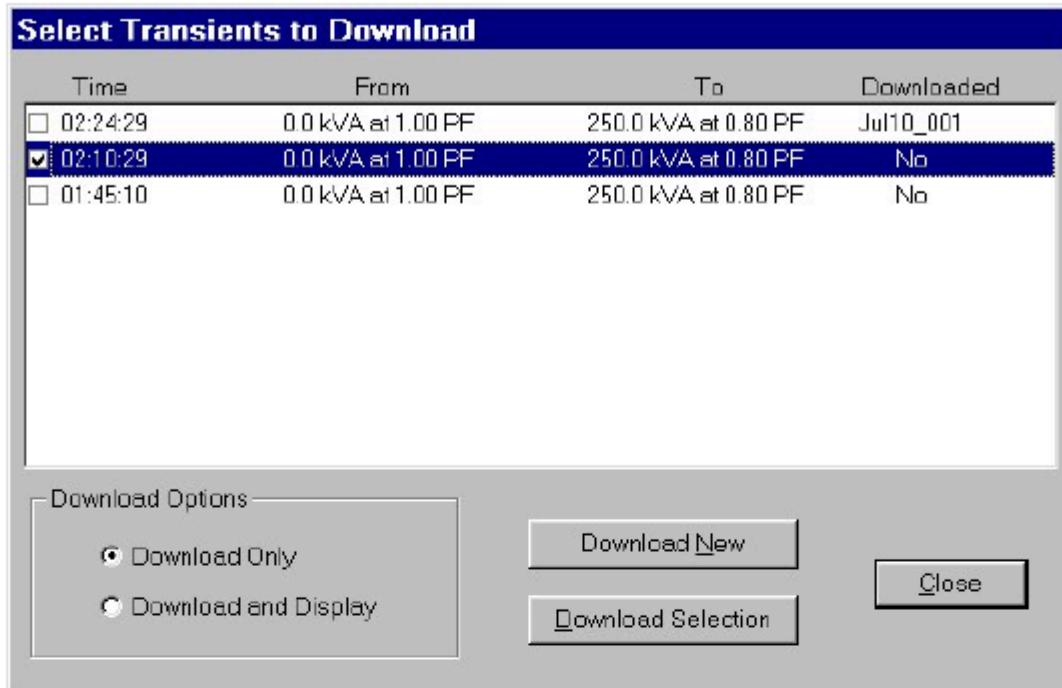 Select Transients to Download
Time From To Downloaded
02:24:29 0.0 kVA at 1.00 PF 250.0 kVA at 0.80 PF Jul10_001
02:10:29 0.0 kVA at 1.00 PF 250.0 kVA at 0.80 PF No
01:45:10 0.0 kVA at 1.00 PF 250.0 kVA at 0.80 PF No
Download Options
Download Only
Download and Display
Download New
Download Selection
Close